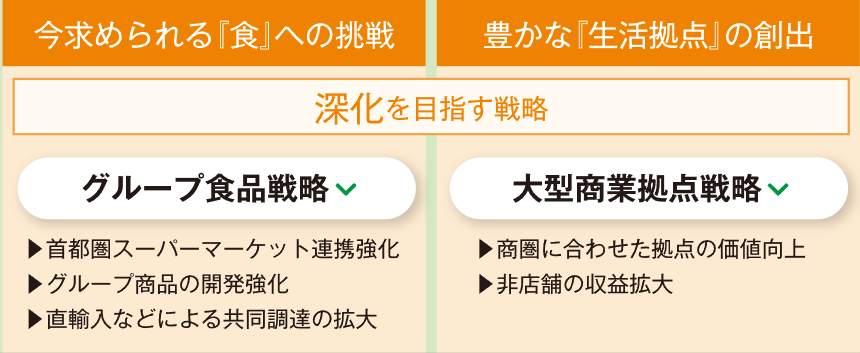 今求められる『食』への挑戦
豊かな『生活拠点』の創出
深化を目指す戦略
グループ食品戦略
▶首都圏スーパーマーケット連携強化
▶グループ商品の開発強化
▶直輸入などによる共同調達の拡大
大型商業拠点戦略
▶商圏に合わせた拠点の価値向上
▶非店舗の収益拡大